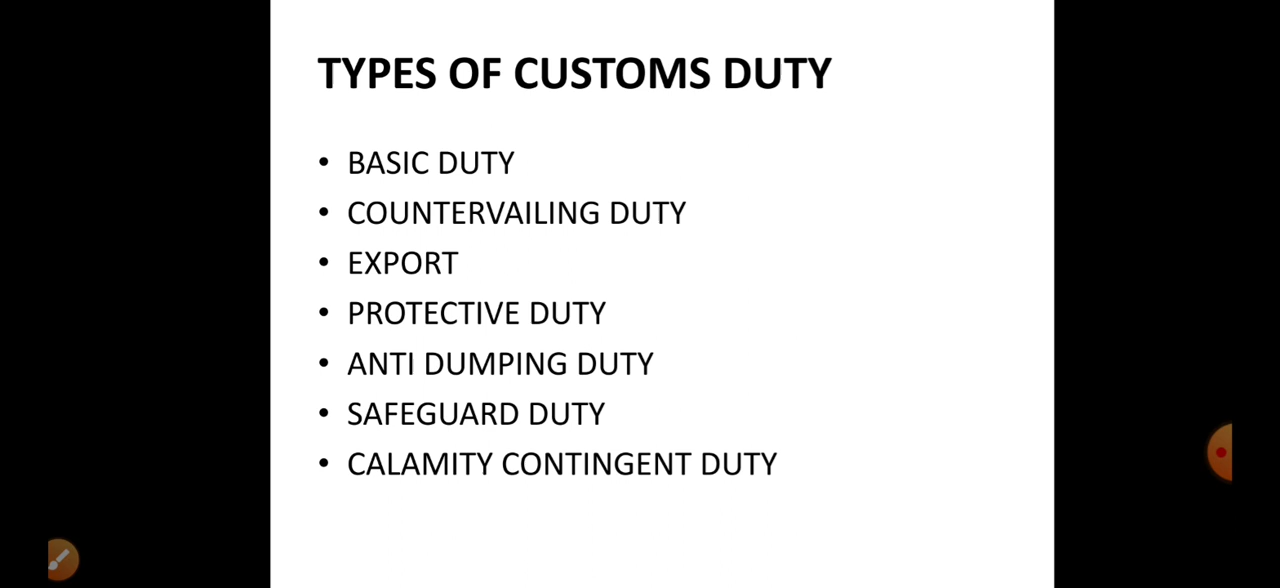 TYPES OF CUSTOMS DUTY
• BASIC DUTY
• COUNTERVAILING DUTY
• EXPORT
• PROTECTIVE DUTY
• ANTI DUMPING DUTY
• SAFEGUARD DUTY
• CALAMITY CONTINGENT DUTY